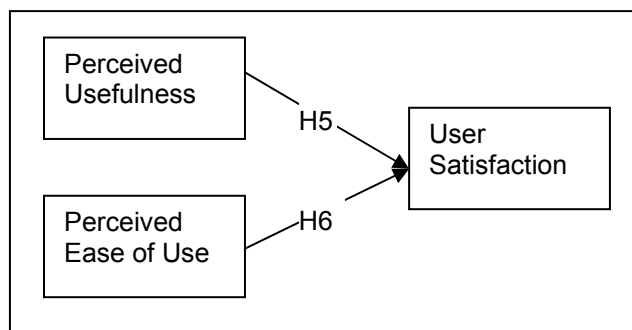 Perceived
Usefulness
H5
User
Satisfaction
Perceived
Ease of Use
H6